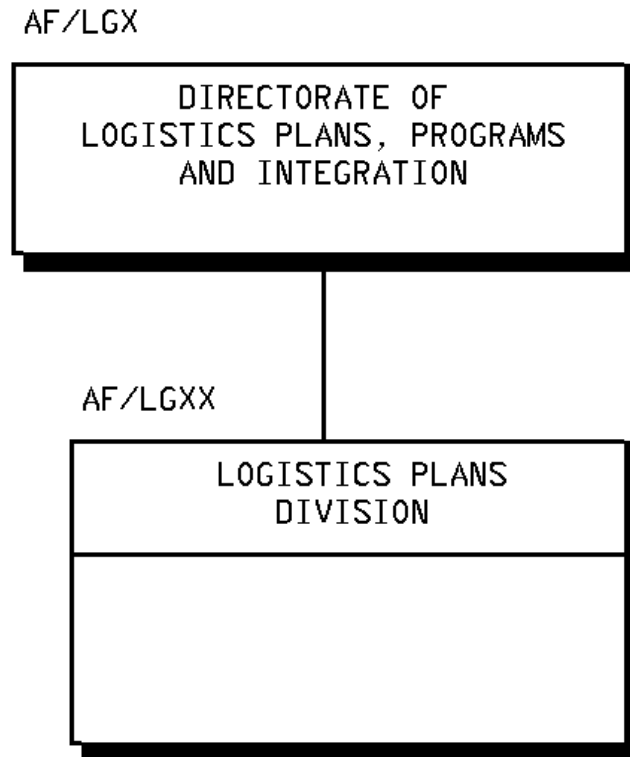 AF/LGX
DIRECTORATE OF
LOGISTICS PLANS, PROGRAMS
AND INTEGRATION
AF/LGXX
LOGISTICS PLANS
DIVISION